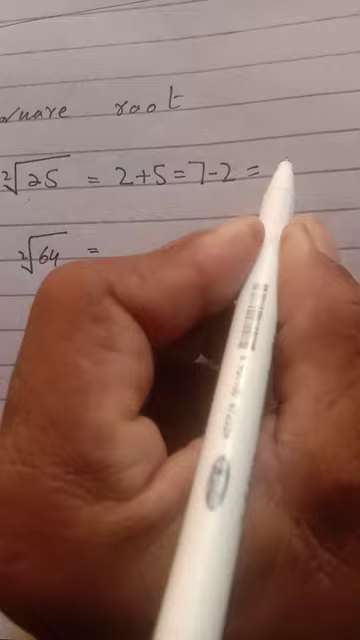 quare root
²√25 = 2+5=7-2=
²√64 =